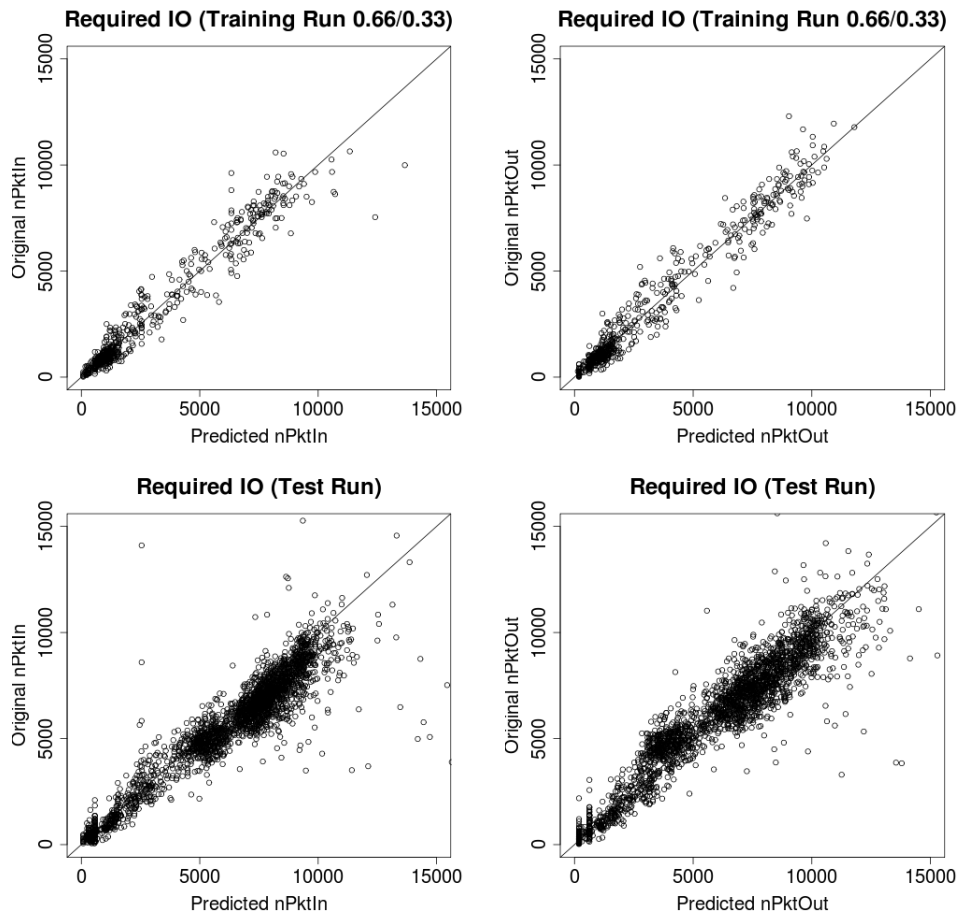 Required IO (Training Run 0.66/0.33)
Original nPktIn
15000
10000
5000
0
0 5000 10000 15000
Predicted nPktIn
Required IO (Training Run 0.66/0.33)
Original nPktOut
15000
10000
5000
0
0 5000 10000 15000
Predicted nPktOut
Required IO (Test Run)
Original nPktIn
15000
10000
5000
0
0 5000 10000 15000
Predicted nPktIn
Required IO (Test Run)
Original nPktOut
15000
10000
5000
0
0 5000 10000 15000
Predicted nPktOut